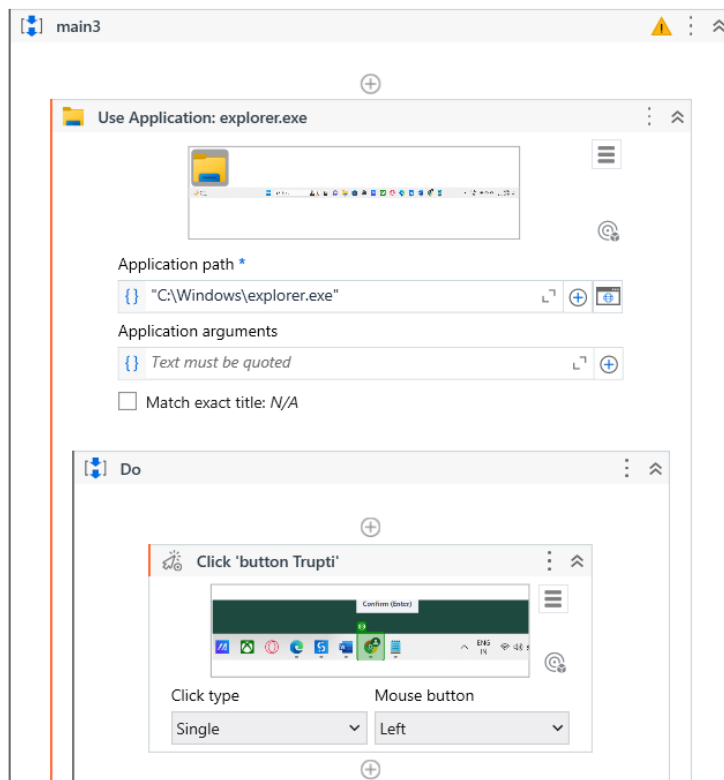 main3
Use Application: explorer.exe
Application path *
"C:\Windows\explorer.exe"
Application arguments
Text must be quoted
Match exact title: N/A
Do
Click 'button Trupti'
Confirm (Enter)
ENG
IN
Click type
Mouse button
Single
Left